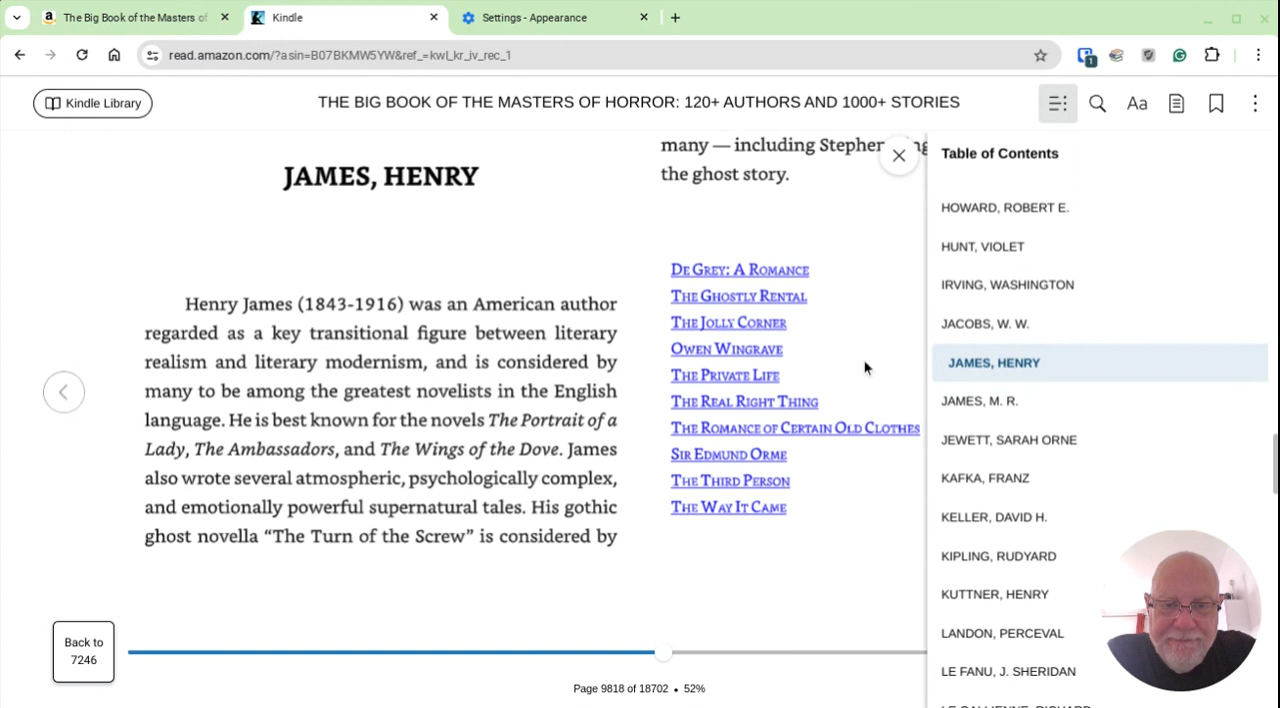 The Big Book of the Masters of
Kindle
Settings - Appearance
read.amazon.com/?asin=B07BKMW5YW&ref_=kwl_kr_iv_rec_1
1
Kindle Library
THE BIG BOOK OF THE MASTERS OF HORROR: 120+ AUTHORS AND 1000+ STORIES
Aa
JAMES, HENRY
Henry James (1843-1916) was an American author
regarded as a key transitional figure between literary
realism and literary modernism, and is considered by
many to be among the greatest novelists in the English
language. He is best known for the novels The Portrait of a
Lady, The Ambassadors, and The Wings of the Dove. James
also wrote several atmospheric, psychologically complex,
and emotionally powerful supernatural tales. His gothic
ghost novella “The Turn of the Screw” is considered by
many — including Stephen
the ghost story.
De Grey: A Romance
The Ghostly Rental
The Jolly Corner
Owen Wingrave
The Private Life
The Real Right Thing
The Romance of Certain Old Clothes
Sir Edmund Orme
The Third Person
The Way It Came
Table of Contents
HOWARD, ROBERT E.
HUNT, VIOLET
IRVING, WASHINGTON
JACOBS, W. W.
JAMES, HENRY
JAMES, M. R.
JEWETT, SARAH ORNE
KAFKA, FRANZ
KELLER, DAVID H.
KIPLING, RUDYARD
KUTTNER, HENRY
LANDON, PERCEVAL
LE FANU, J. SHERIDAN
Back to
7246
Page 9818 of 18702 • 52%